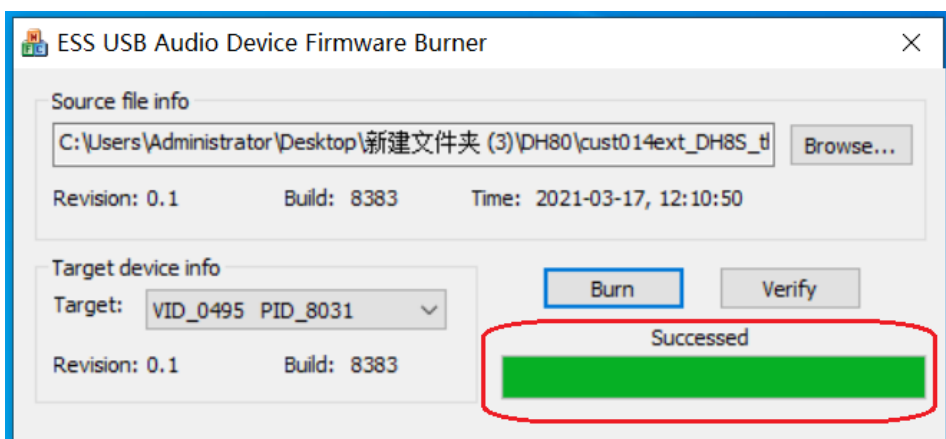 ESS USB Audio Device Firmware Burner
Source file info
C:\Users\Administrator\Desktop\新建文件夹 (3)\DH80\cust014ext_DH8S_
Browse...
Revision: 0.1 Build: 8383 Time: 2021-03-17, 12:10:50
Target device info
Target: VID_0495 PID_8031
Revision: 0.1 Build: 8383
Burn
Verify
Successed